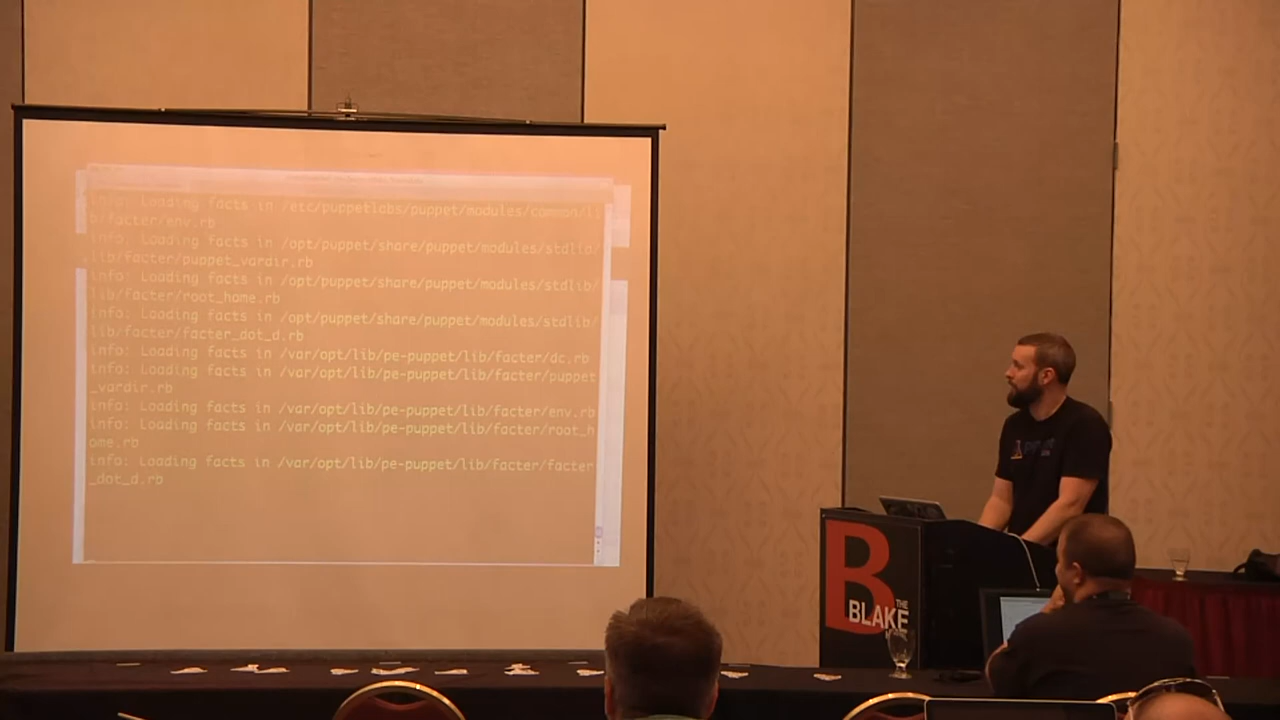 info: Loading facts in /etc/puppetlabs/puppet/modules/common/li
b/facter/env.rb
info: Loading facts in /opt/puppet/share/puppet/modules/stdlib/
lib/facter/puppet_vardir.rb
info: Loading facts in /opt/puppet/share/puppet/modules/stdlib/
lib/facter/root_home.rb
info: Loading facts in /opt/puppet/share/puppet/modules/stdlib/
lib/facter/facter_dot_d.rb
info: Loading facts in /var/opt/lib/pe-puppet/lib/facter/dc.rb
info: Loading facts in /var/opt/lib/pe-puppet/lib/facter/puppet
_vardir.rb
info: Loading facts in /var/opt/lib/pe-puppet/lib/facter/env.rb
info: Loading facts in /var/opt/lib/pe-puppet/lib/facter/root_h
ome.rb
info: Loading facts in /var/opt/lib/pe-puppet/lib/facter/facter
_dot_d.rb
B
THE
BLAKE